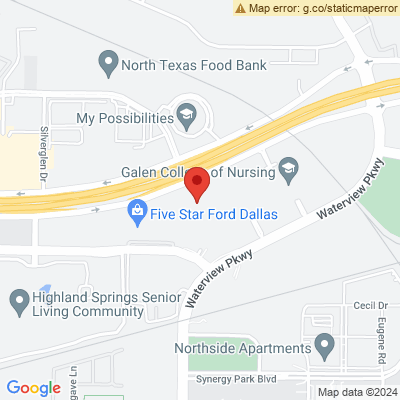 Map error: g.co/staticmaperror
North Texas Food Bank
My Possibilities
Silverglen Dr
Galen College of Nursing
Waterview Pkwy
Five Star Ford Dallas
Waterview Pkwy
Highland Springs Senior
Living Community
Cecil Dr
Eugene Rd
Northside Apartments
Synergy Park Blvd
agave Ln
Google
Map data ©2024